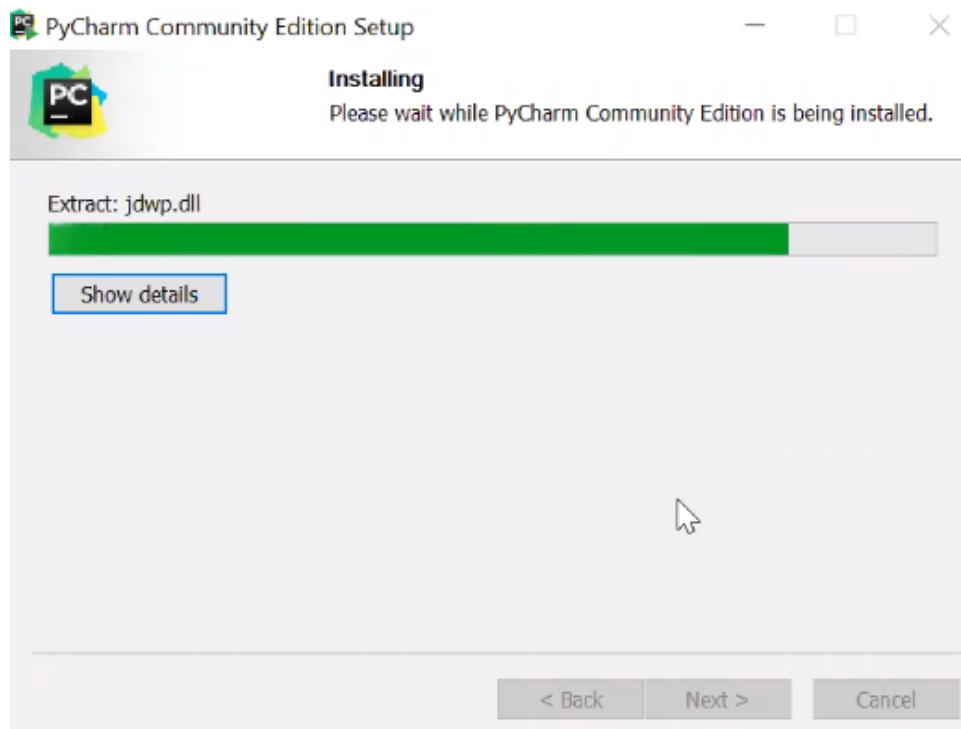 PC PyCharm Community Edition Setup
PC
Installing
Please wait while PyCharm Community Edition is being installed.
Extract: jdwp.dll
Show details
< Back
Next >
Cancel